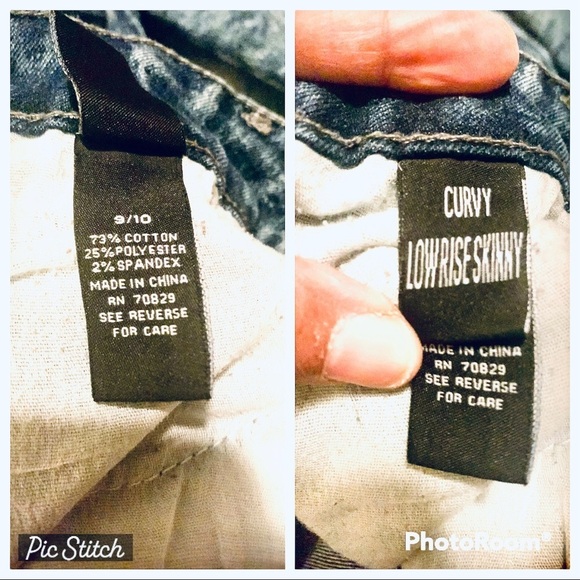 9/10
73% COTTON
25% POLYESTER
2% SPANDEX
MADE IN CHINA
RN 70829
SEE REVERSE
FOR CARE
Pic Stitch
CURVY
LOW RISE SKINNY
MADE IN CHINA
RN 70829
SEE REVERSE
FOR CARE
PhotoRoom